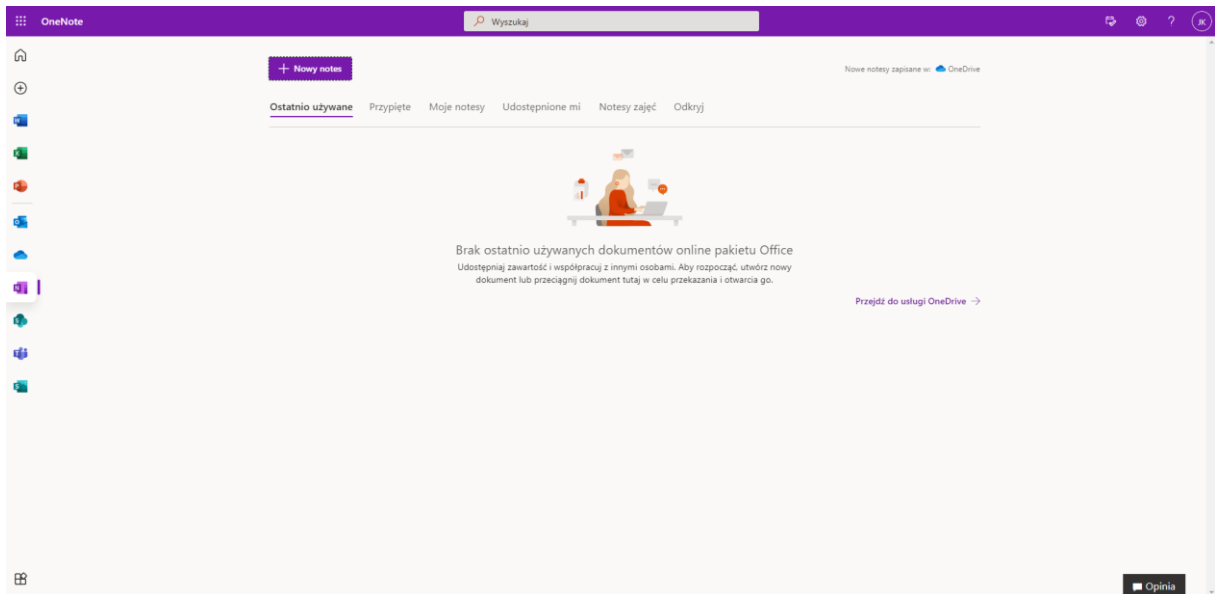 OneNote
Wyszukaj
JK
Nowy notes
Nowe notesy zapisane w: OneDrive
Ostatnio używane Przypięte Moje notesy Udostępnione mi Notesy zajęć Odkryj
Brak ostatnio używanych dokumentów online pakietu Office
Udostępniaj zawartość i współpracuj z innymi osobami. Aby rozpocząć, utwórz nowy
dokument lub przeciągnij dokument tutaj w celu przekazania i otwarcia go.
Przejdź do usługi OneDrive
Opinia